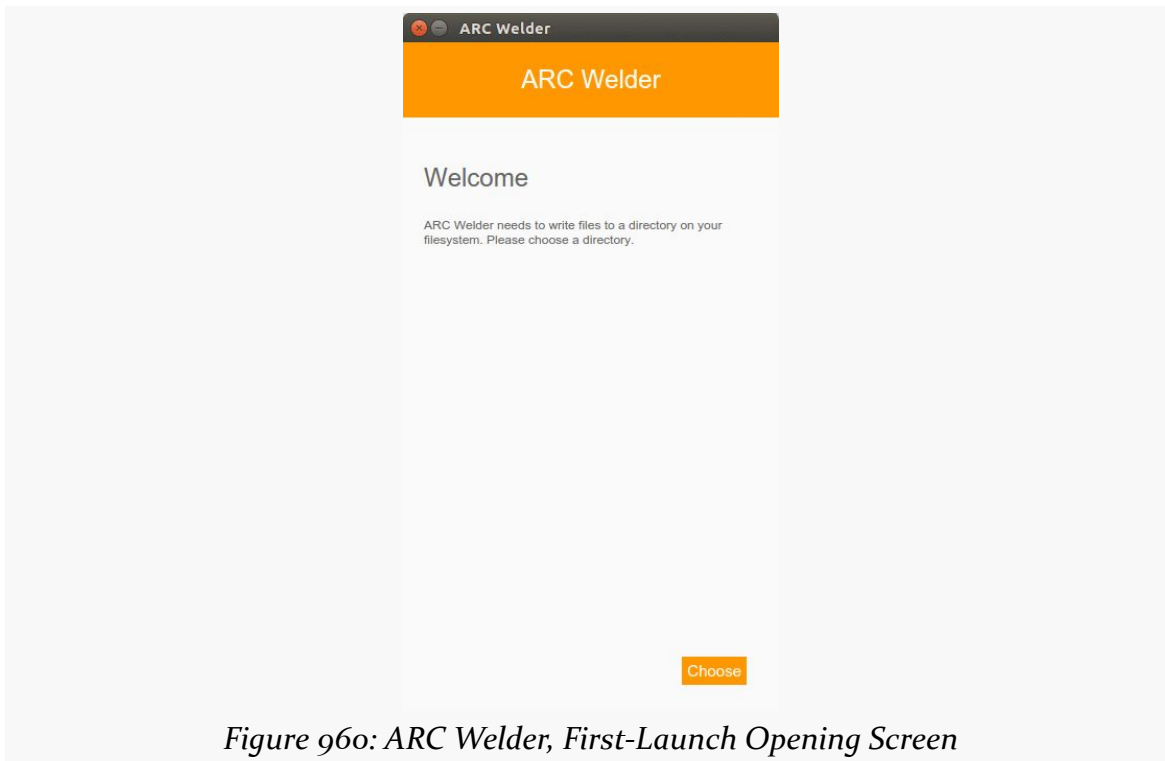 ARC Welder
ARC Welder
Welcome
ARC Welder needs to write files to a directory on your
filesystem. Please choose a directory.
Choose
Figure 960: ARC Welder, First-Launch Opening Screen